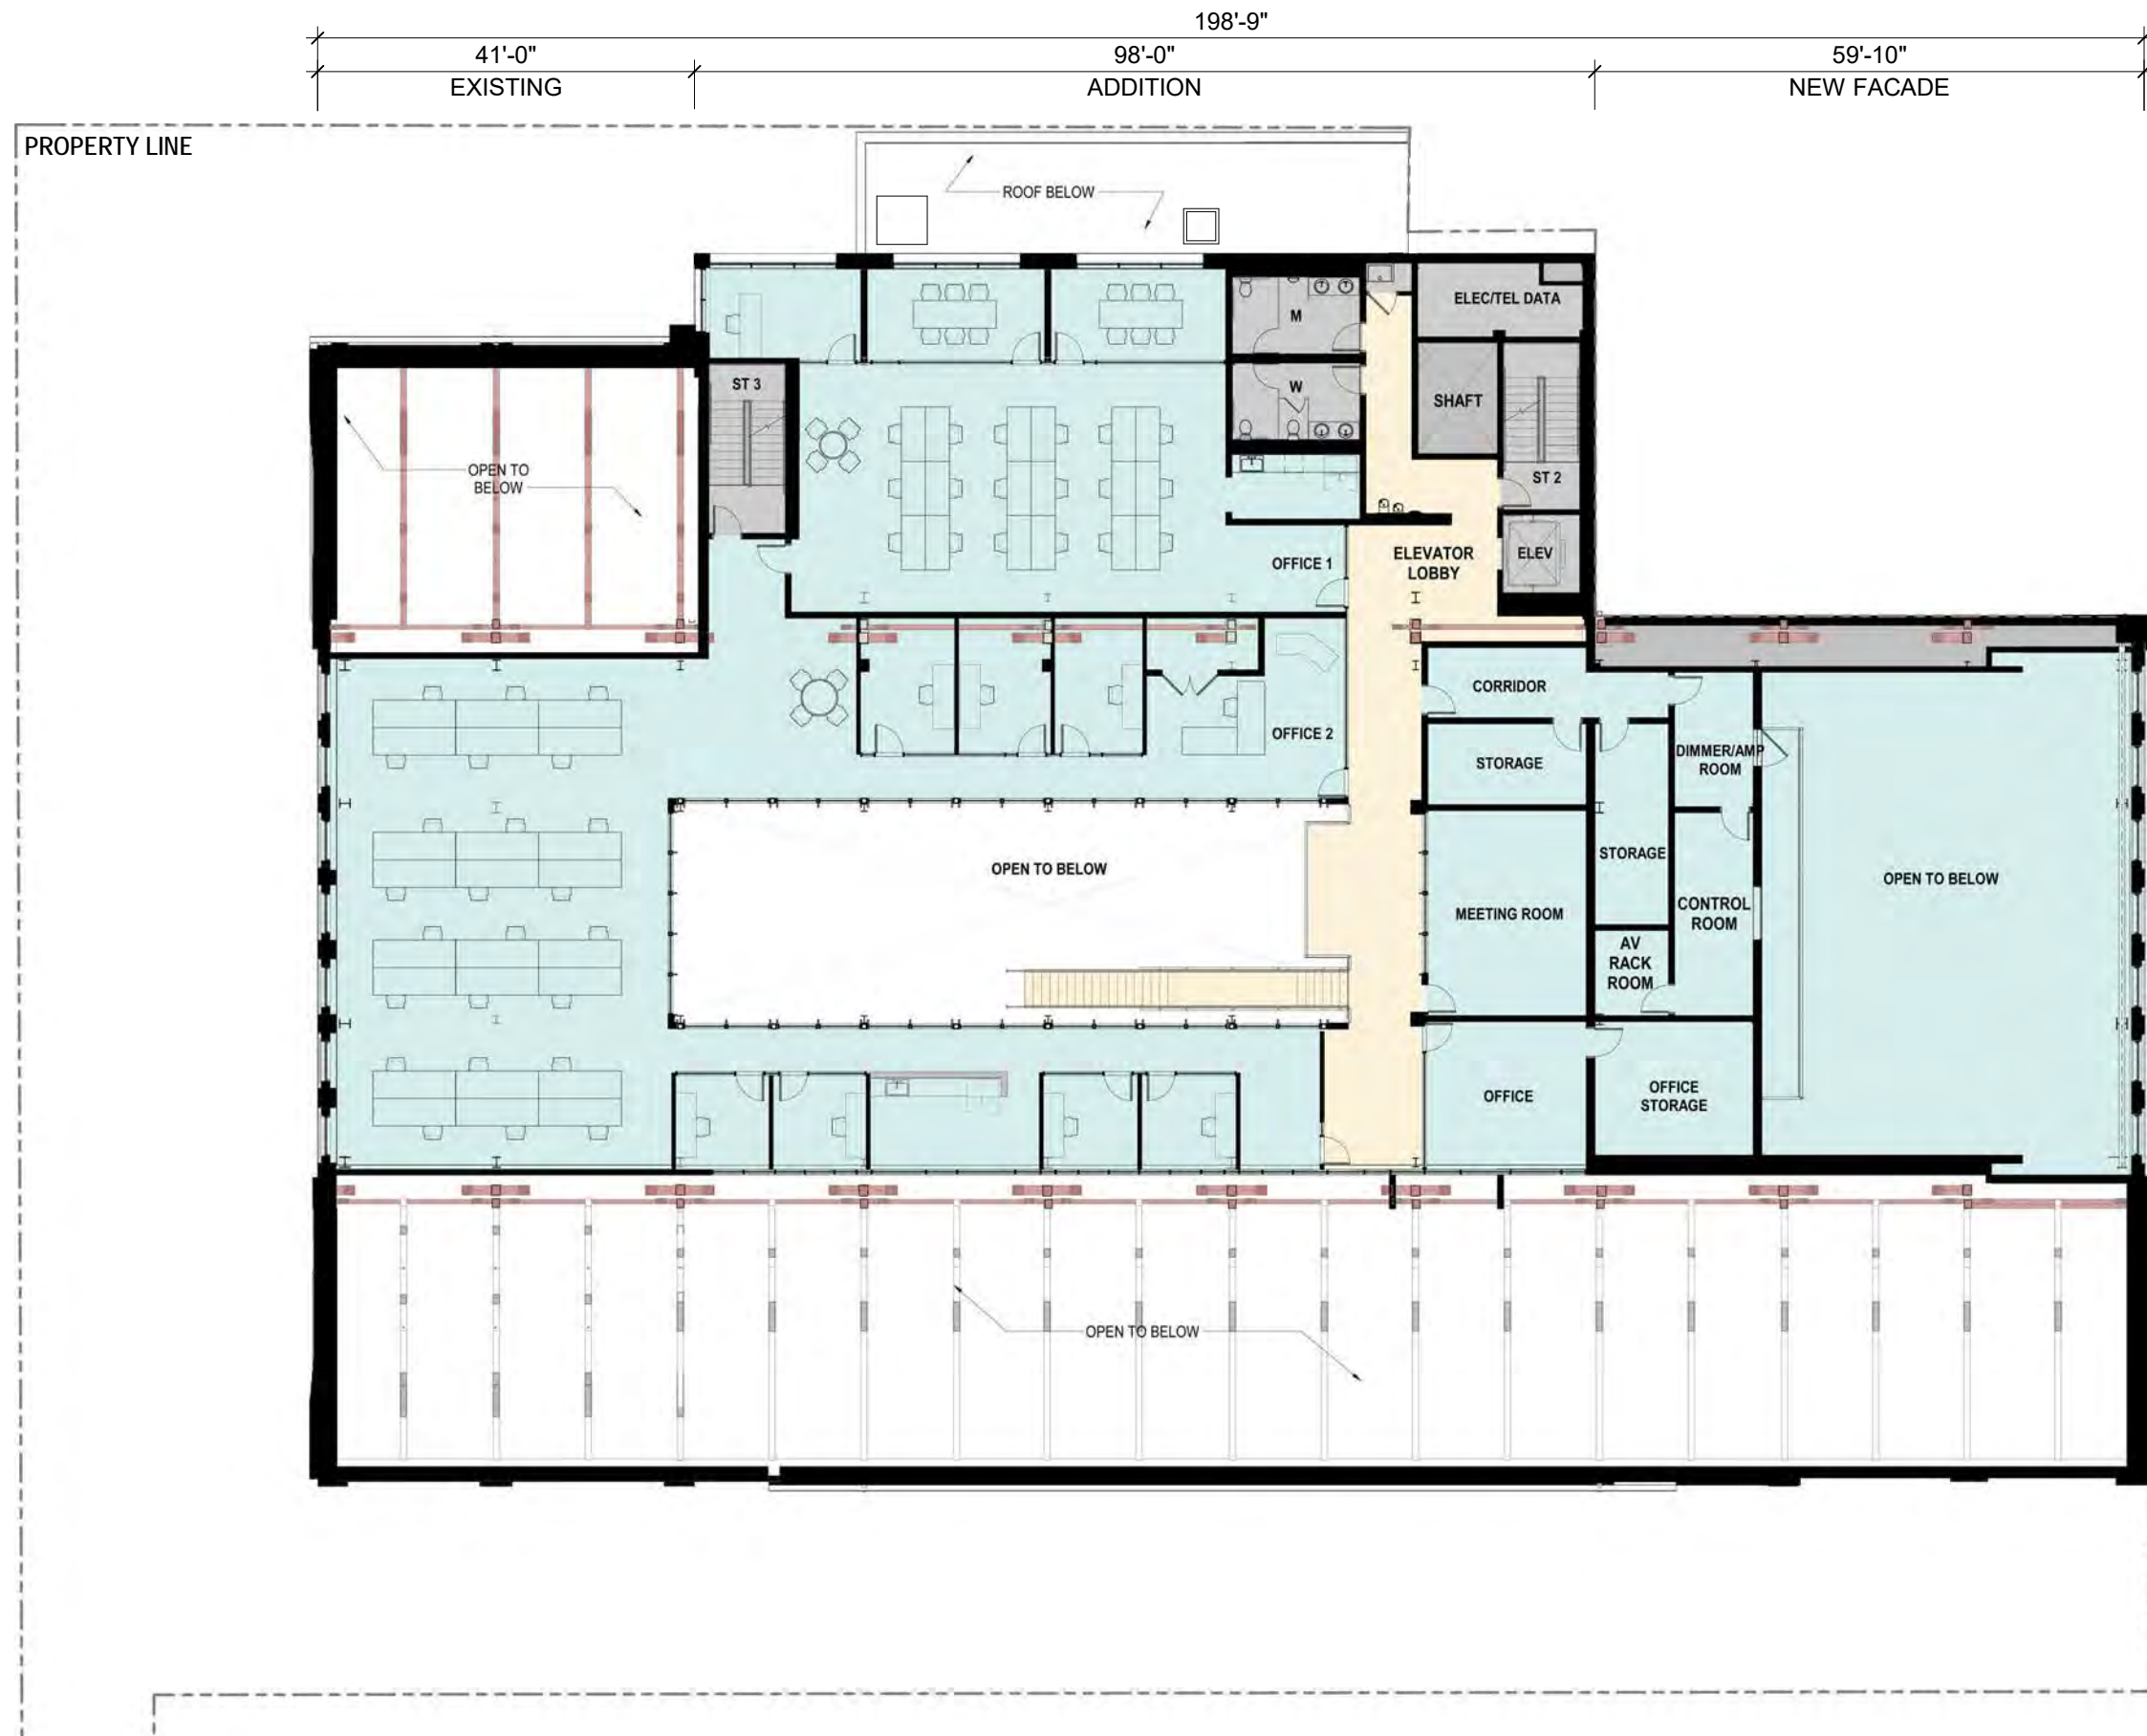 198'-9"
41'-0"
98'-0"
59'-10"
EXISTING
ADDITION
NEW FACADE
PROPERTY LINE
ROOF BELOW
M
ELEC/TEL DATA
ST 3
W
SHAFT
OPEN TO
BELOW
ST 2
OFFICE 1
ELEVATOR
LOBBY
ELEV
CORRIDOR
OFFICE 2
STORAGE
DIMMER/AMP
ROOM
STORAGE
OPEN TO BELOW
OPEN TO BELOW
MEETING ROOM
CONTROL
ROOM
AV
RACK
ROOM
OFFICE
OFFICE
STORAGE
OPEN TO BELOW